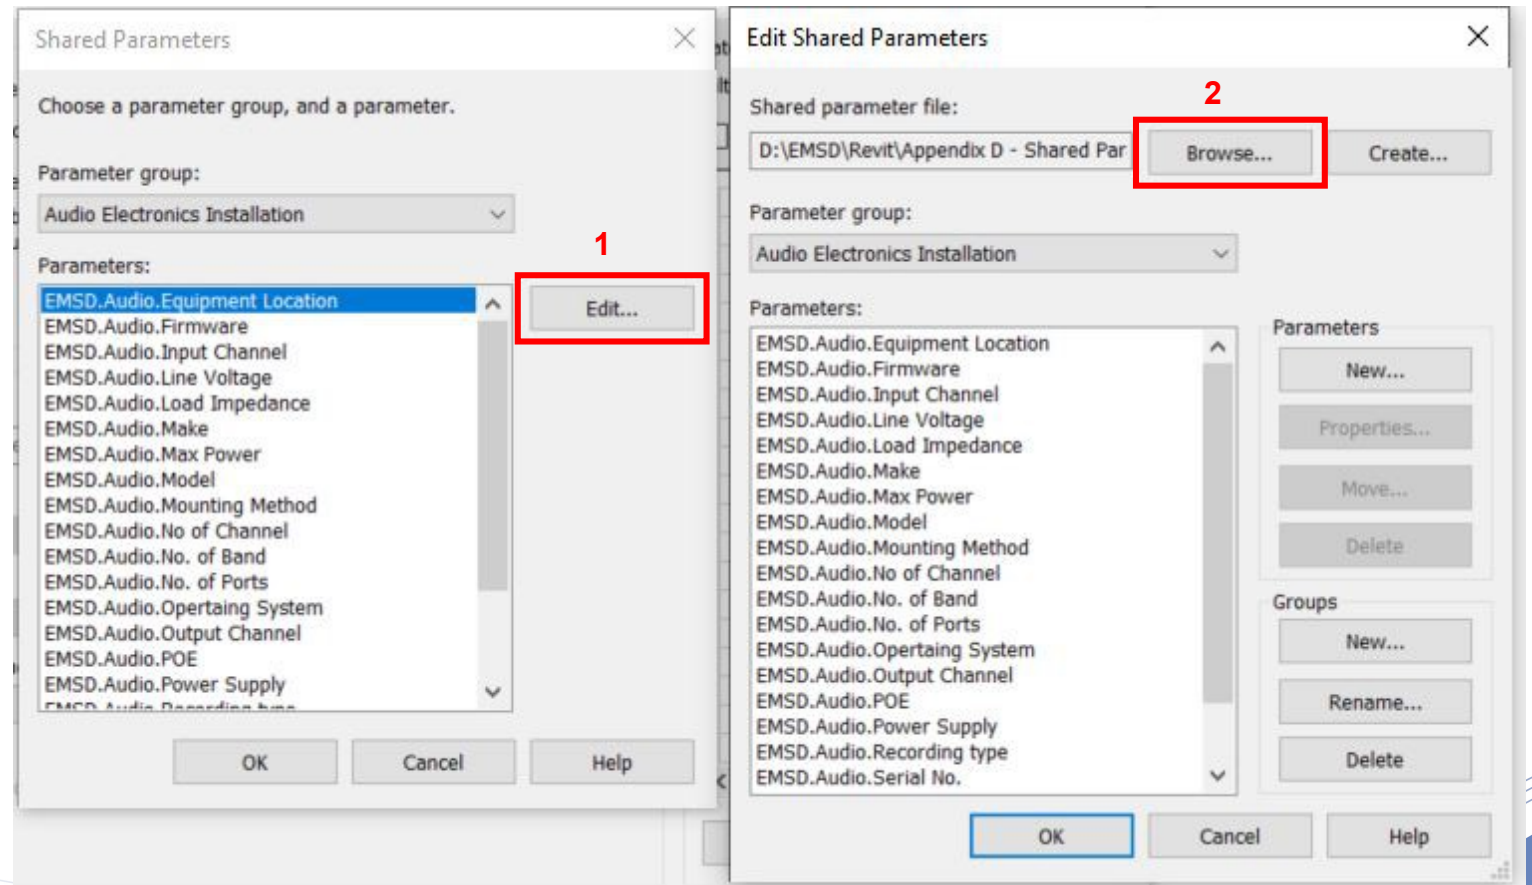 Shared Parameters
Choose a parameter group, and a parameter.
Parameter group:
Audio Electronics Installation
Parameters:
EMSD.Audio.Equipment Location
EMSD.Audio.Firmware
EMSD.Audio.Input Channel
EMSD.Audio.Line Voltage
EMSD.Audio.Load Impedance
EMSD.Audio.Make
EMSD.Audio.Max Power
EMSD.Audio.Model
EMSD.Audio.Mounting Method
EMSD.Audio.No of Channel
EMSD.Audio.No. of Band
EMSD.Audio.No. of Ports
EMSD.Audio.Opertaing System
EMSD.Audio.Output Channel
EMSD.Audio.POE
EMSD.Audio.Power Supply
EMSD.Audio.Recording type
1
Edit...
OK
Cancel
Help
Edit Shared Parameters
Shared parameter file:
2
D:\EMSD\Revit\Appendix D - Shared Par
Browse...
Create...
Parameter group:
Audio Electronics Installation
Parameters:
EMSD.Audio.Equipment Location
EMSD.Audio.Firmware
EMSD.Audio.Input Channel
EMSD.Audio.Line Voltage
EMSD.Audio.Load Impedance
EMSD.Audio.Make
EMSD.Audio.Max Power
EMSD.Audio.Model
EMSD.Audio.Mounting Method
EMSD.Audio.No of Channel
EMSD.Audio.No. of Band
EMSD.Audio.No. of Ports
EMSD.Audio.Opertaing System
EMSD.Audio.Output Channel
EMSD.Audio.POE
EMSD.Audio.Power Supply
EMSD.Audio.Recording type
EMSD.Audio.Serial No.
Parameters
New...
Properties...
Move...
Delete
Groups
New...
Rename...
Delete
OK
Cancel
Help